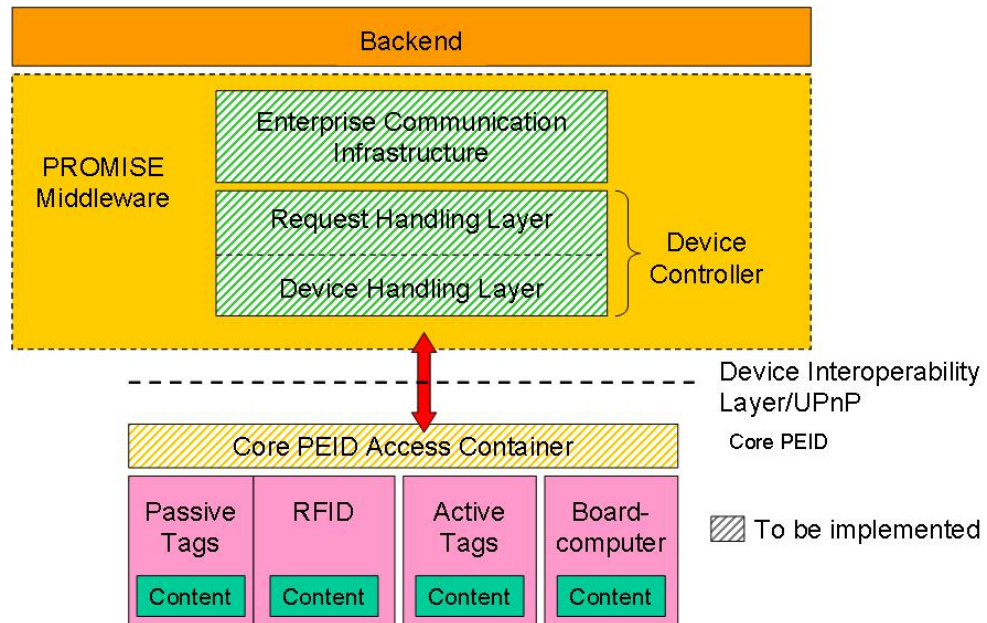 Backend
PROMISE
Middleware
Enterprise Communication
Infrastructure
Request Handling Layer
Device Handling Layer
Device
Controller
Device Interoperability
Layer/UPnP
Core PEID
Core PEID Access Container
Passive
Tags
RFID
Active
Tags
Board-
computer
Content
Content
Content
Content
To be implemented